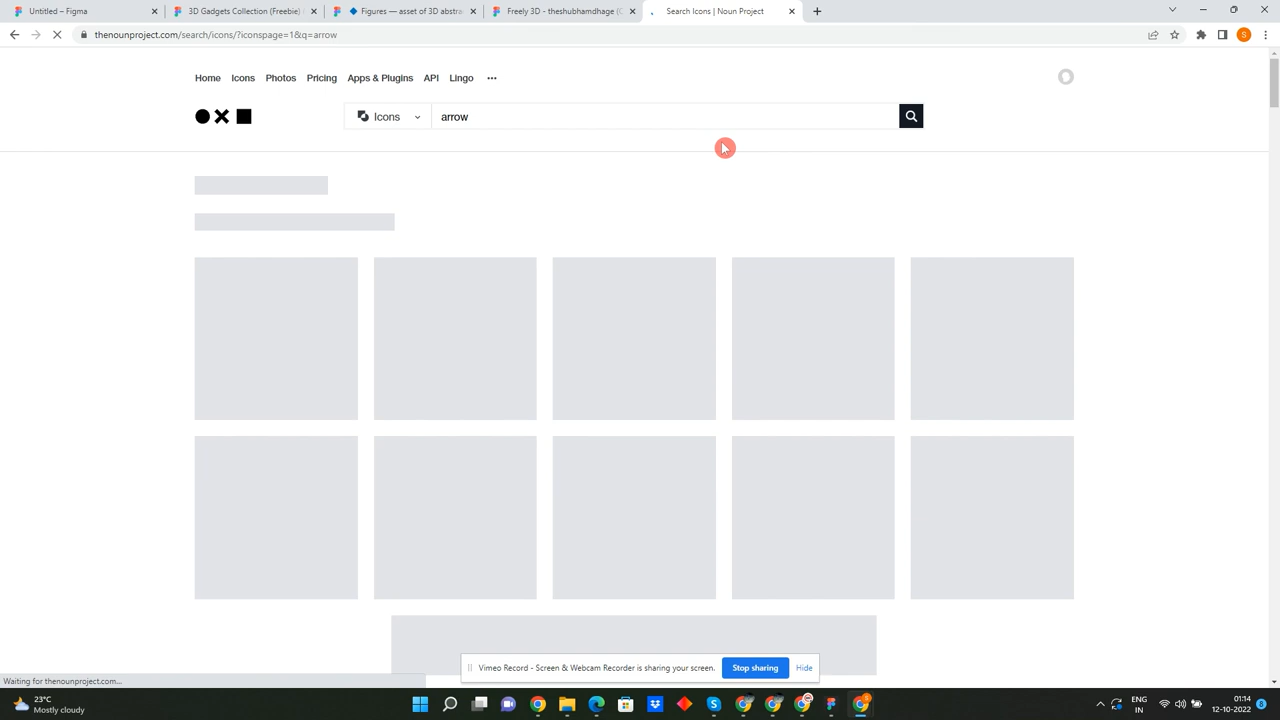 Untitled – Figma
3D Gadgets Collection (Freebie)
Figures — asset of 3D abstra
Freely 3D - theshubhamdhage (C
Search Icons | Noun Project
thenounproject.com/search/icons/?iconspage=1&q=arrow
S
Home Icons Photos Pricing Apps & Plugins API Lingo •••
Icons arrow
Vimeo Record - Screen & Webcam Recorder is sharing your screen. Stop sharing Hide
Waiting for thenounproject.com...
23°C
Mostly cloudy
ENG
IN
01:14
12-10-2022